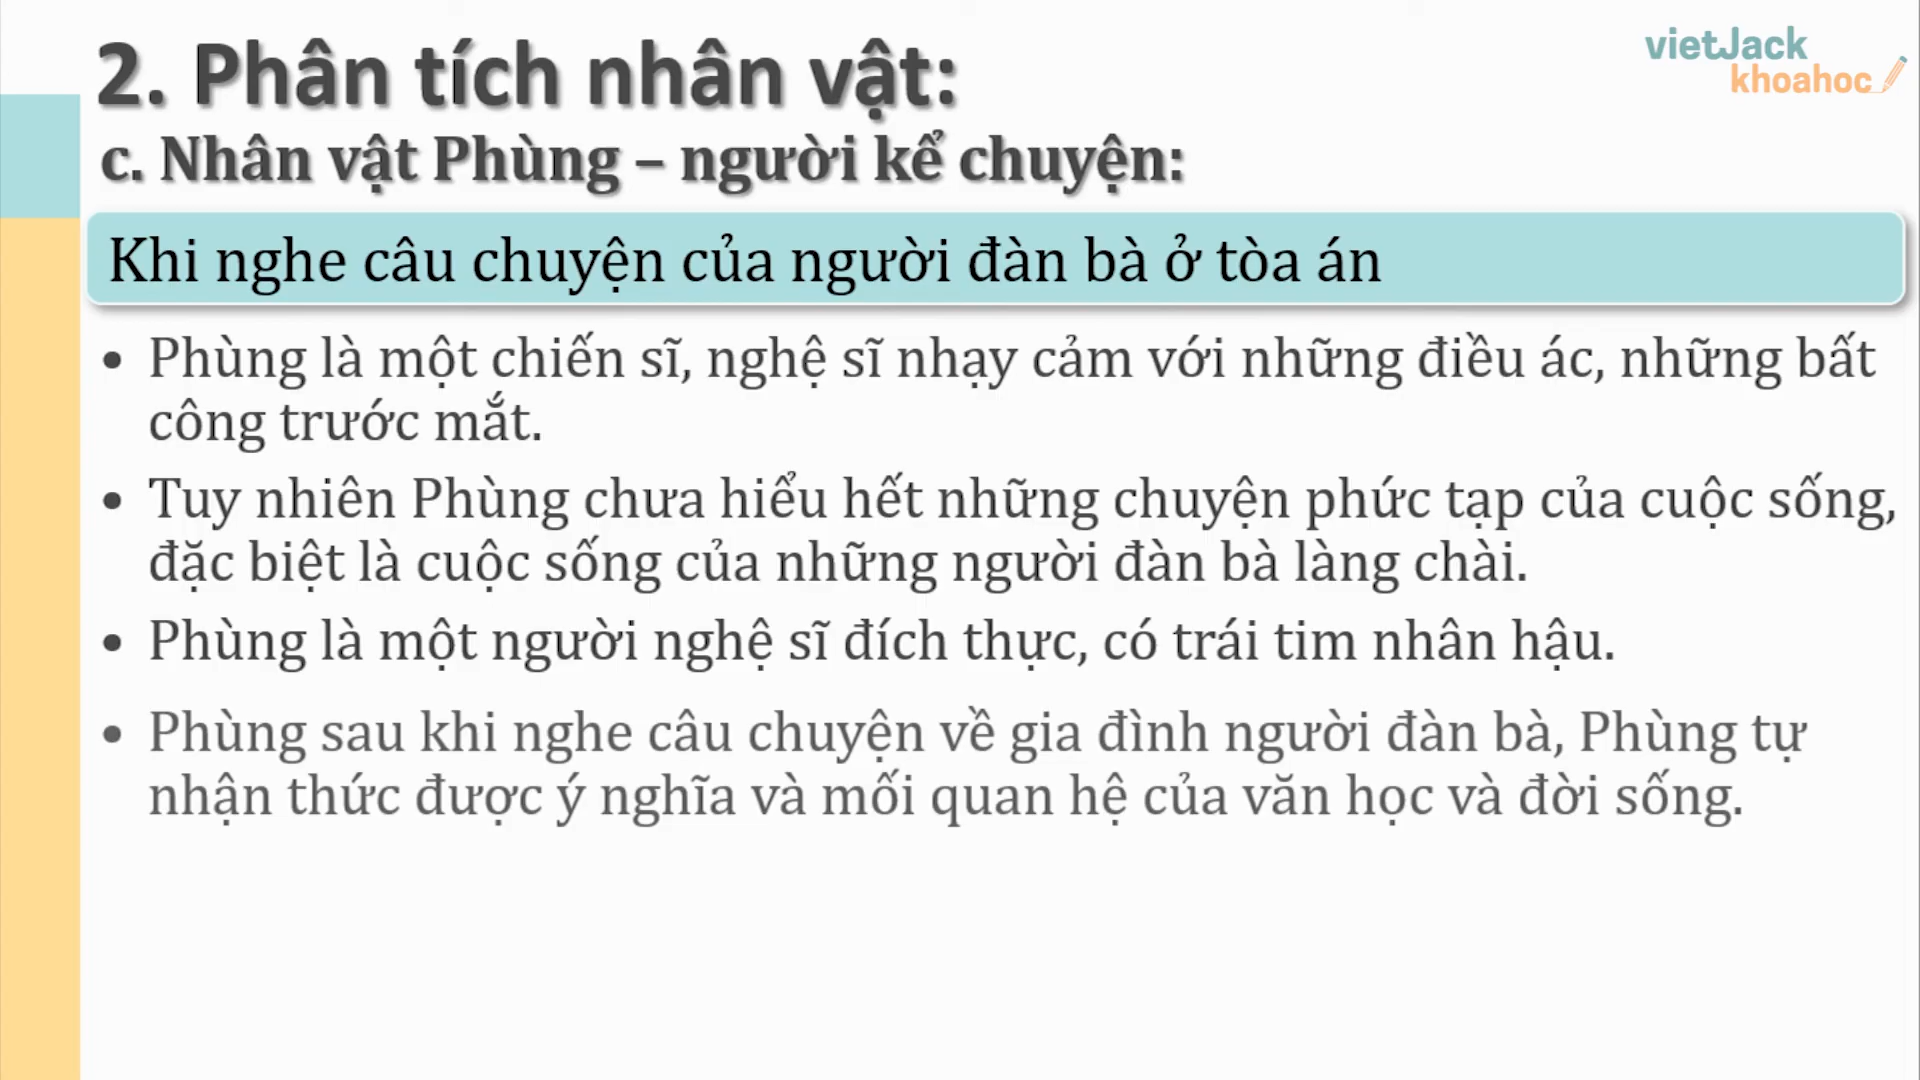 2. Phân tích nhân vật:
vietJack
khoahoc
c. Nhân vật Phùng – người kể chuyện:
Khi nghe câu chuyện của người đàn bà ở tòa án
• Phùng là một chiến sĩ, nghệ sĩ nhạy cảm với những điều ác, những bất
công trước mắt.
• Tuy nhiên Phùng chưa hiểu hết những chuyện phức tạp của cuộc sống,
đặc biệt là cuộc sống của những người đàn bà làng chài.
• Phùng là một người nghệ sĩ đích thực, có trái tim nhân hậu.
• Phùng sau khi nghe câu chuyện về gia đình người đàn bà, Phùng tự
nhận thức được ý nghĩa và mối quan hệ của văn học và đời sống.